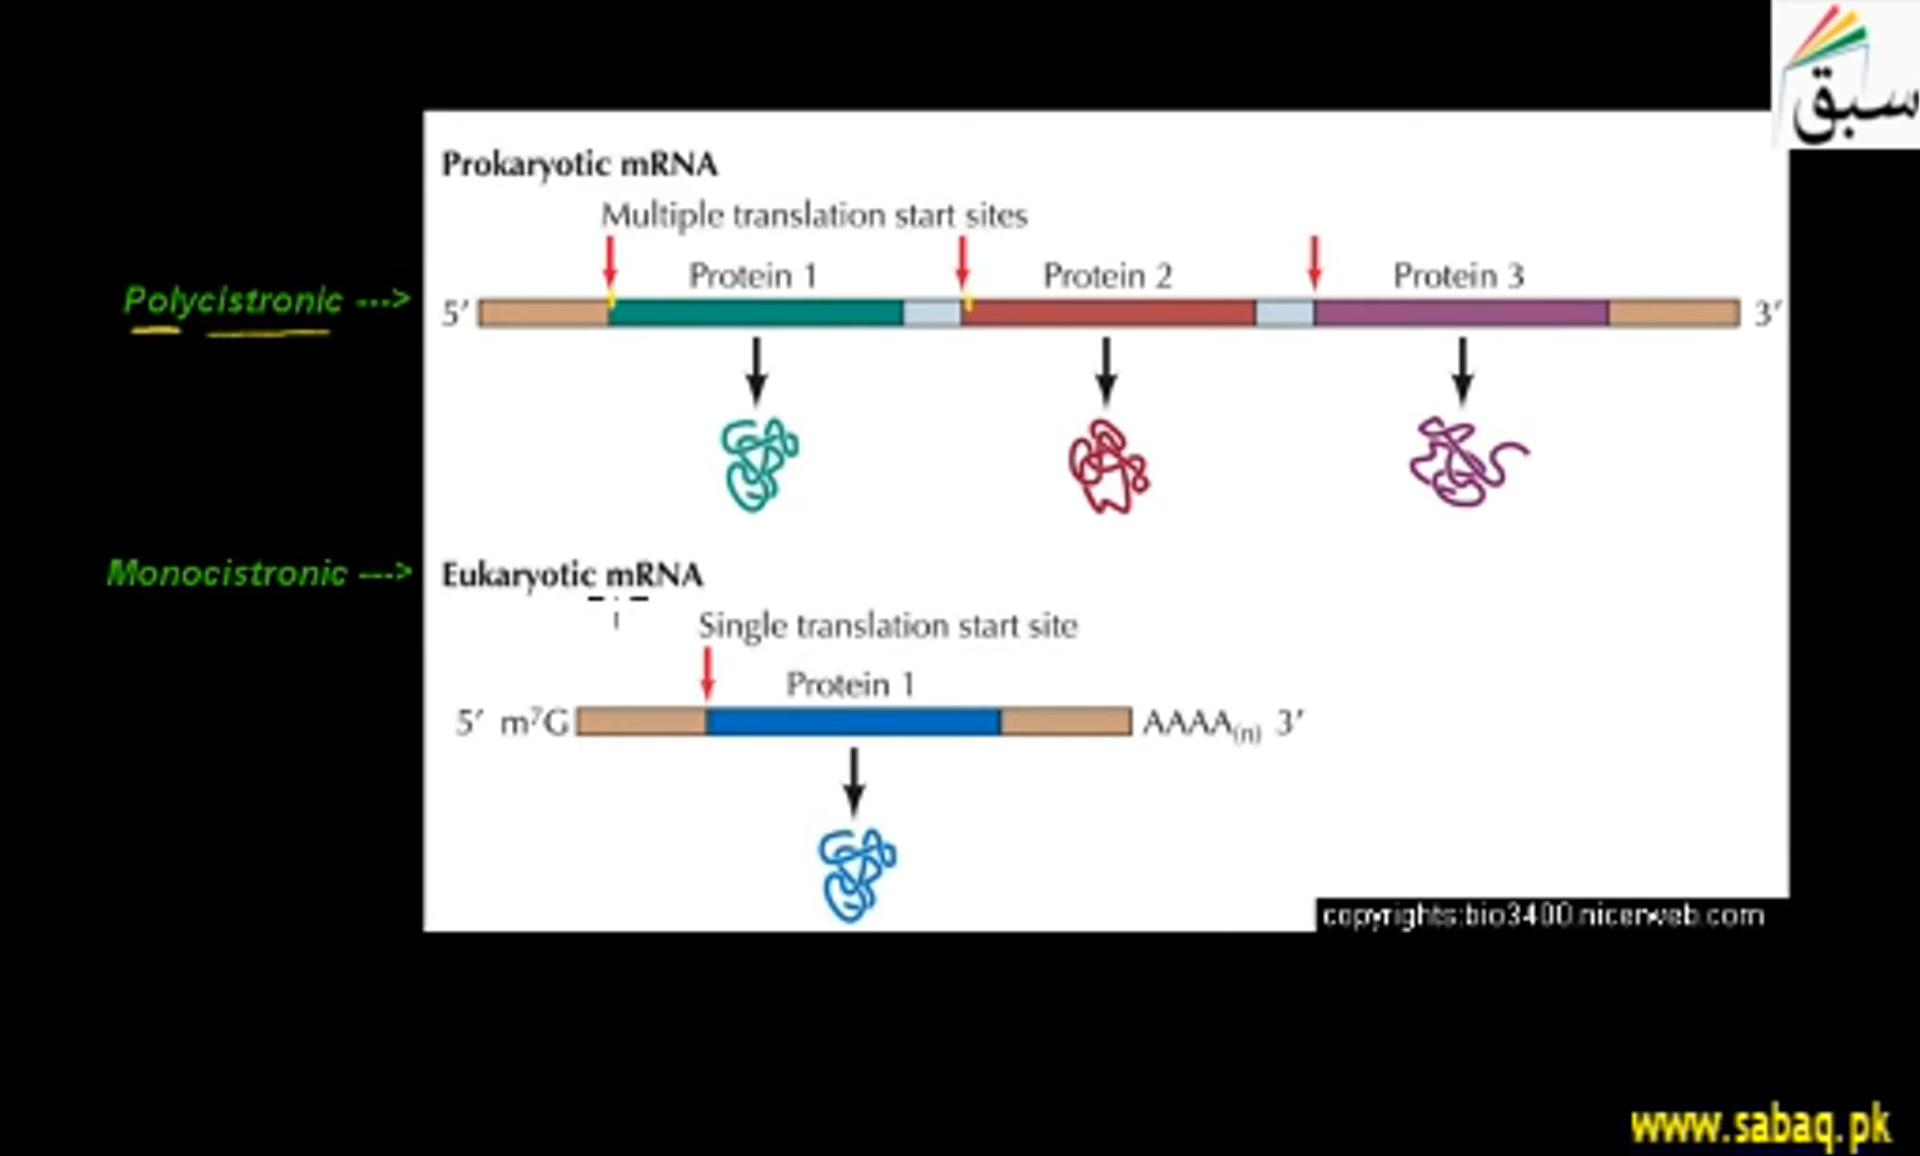 سبق
Prokaryotic mRNA
Multiple translation start sites
Protein 1 Protein 2 Protein 3
Polycistronic --->
5′ 3′
Monocistronic --->
Eukaryotic mRNA
Single translation start site
Protein 1
5′ m⁷G AAAA(n) 3′
copyrights:bio3400.nicerweb.com
www.sabaq.pk